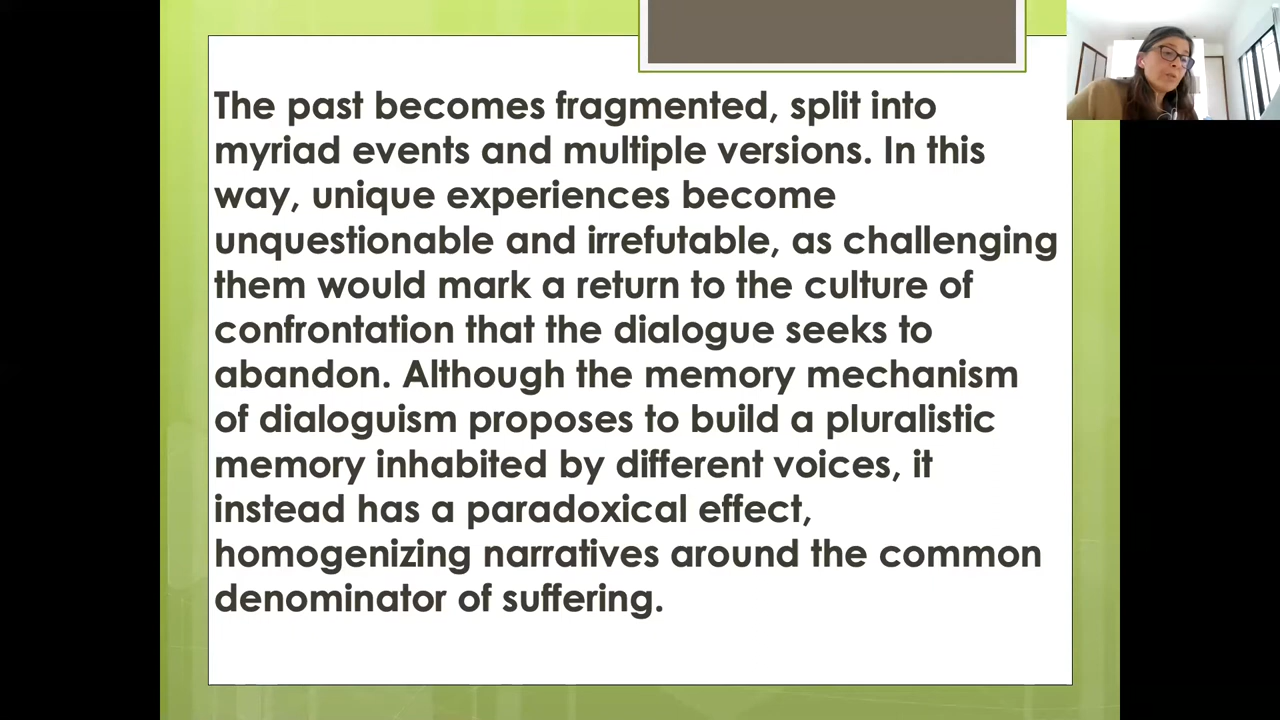 The past becomes fragmented, split into
myriad events and multiple versions. In this
way, unique experiences become
unquestionable and irrefutable, as challenging
them would mark a return to the culture of
confrontation that the dialogue seeks to
abandon. Although the memory mechanism
of dialoguism proposes to build a pluralistic
memory inhabited by different voices, it
instead has a paradoxical effect,
homogenizing narratives around the common
denominator of suffering.